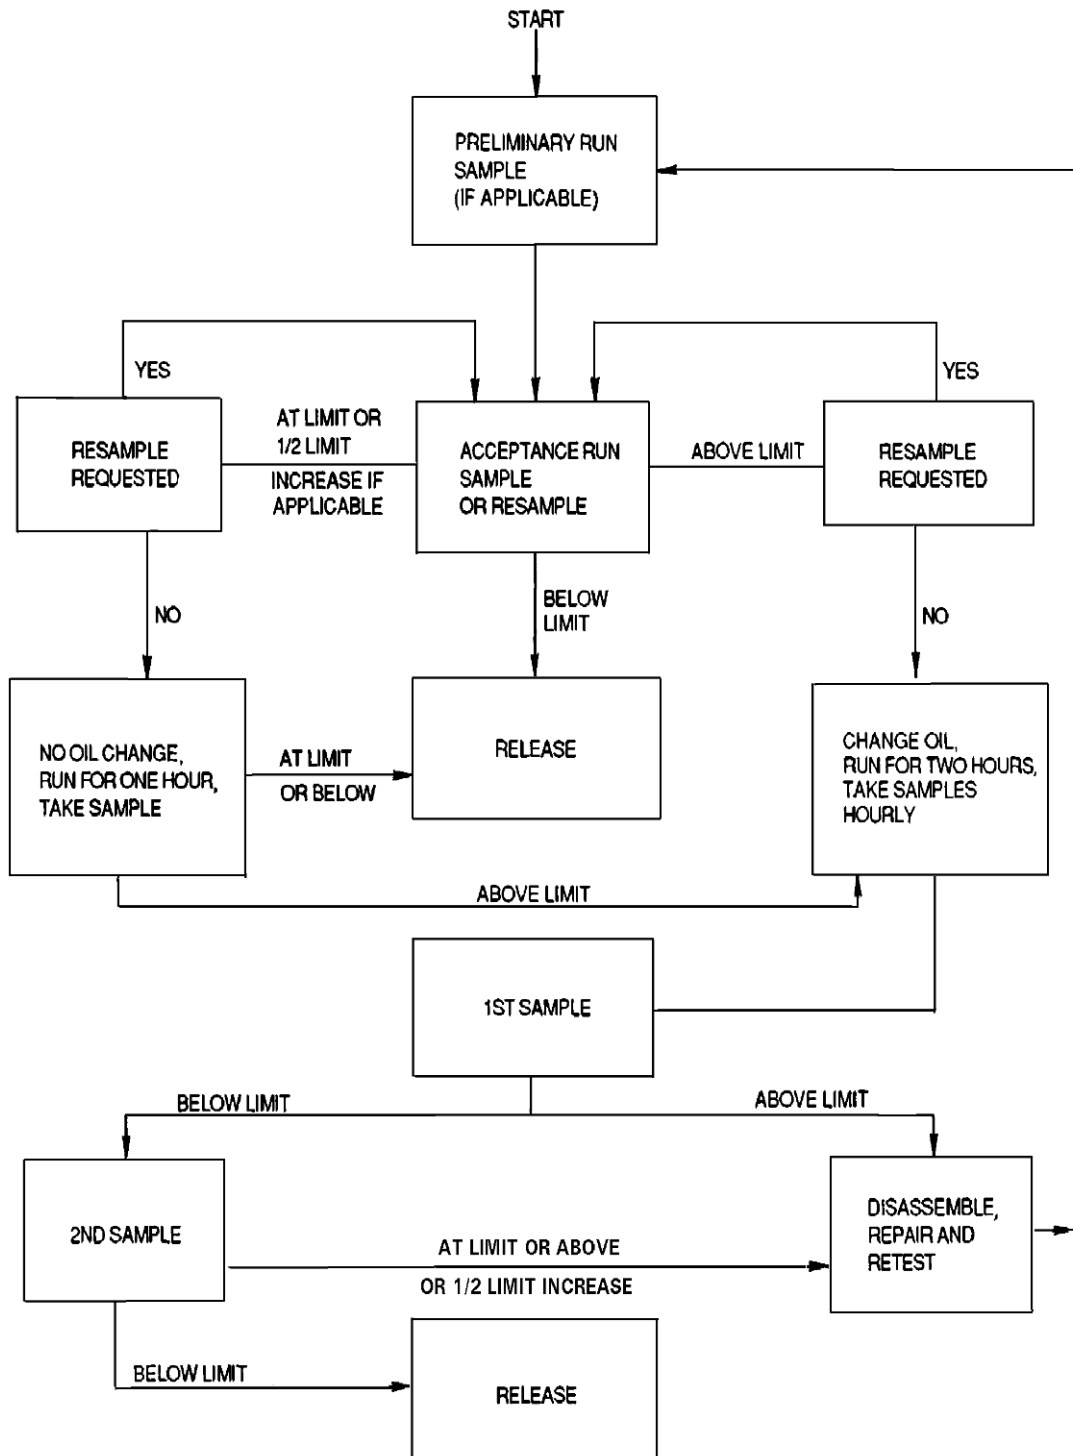 START
PRELIMINARY RUN
SAMPLE
(IF APPLICABLE)
YES
YES
RESAMPLE
REQUESTED
AT LIMIT OR
1/2 LIMIT
INCREASE IF
APPLICABLE
ACCEPTANCE RUN
SAMPLE
OR RESAMPLE
ABOVE LIMIT
RESAMPLE
REQUESTED
NO
BELOW
LIMIT
NO
NO OIL CHANGE,
RUN FOR ONE HOUR,
TAKE SAMPLE
AT LIMIT
OR BELOW
RELEASE
CHANGE OIL,
RUN FOR TWO HOURS,
TAKE SAMPLES
HOURLY
ABOVE LIMIT
1ST SAMPLE
BELOW LIMIT
ABOVE LIMIT
2ND SAMPLE
AT LIMIT OR ABOVE
OR 1/2 LIMIT INCREASE
DISASSEMBLE,
REPAIR AND
RETEST
BELOW LIMIT
RELEASE